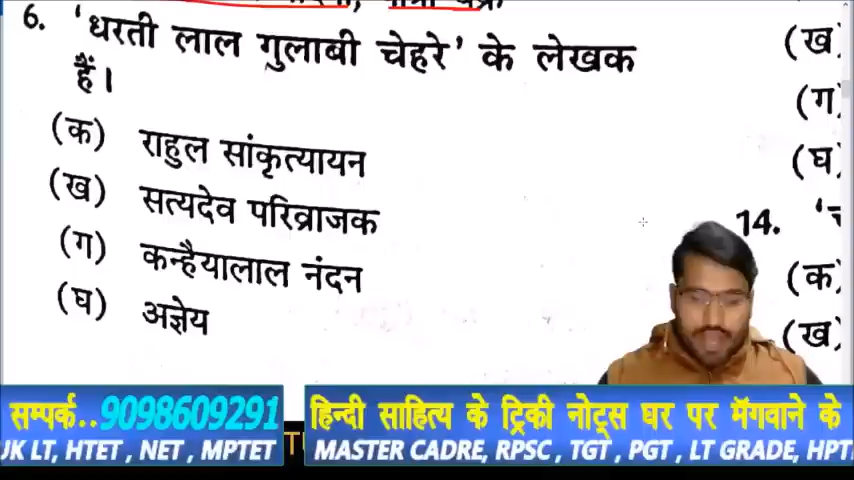 6. 'धरती लाल गुलाबी चेहरे' के लेखक
हैं।
(क) राहुल सांकृत्यायन
(ख) सत्यदेव परिव्राजक
(ग) कन्हैयालाल नंदन
(घ) अज्ञेय
(ख)
(ग)
(घ)
14.
(क)
(ख)
सम्पर्क..9098609291
हिन्दी साहित्य के ट्रिकी नोट्स घर पर मँगवाने के
JK LT, HTET , NET , MPTET
MASTER CADRE, RPSC , TGT , PGT , LT GRADE, HPT